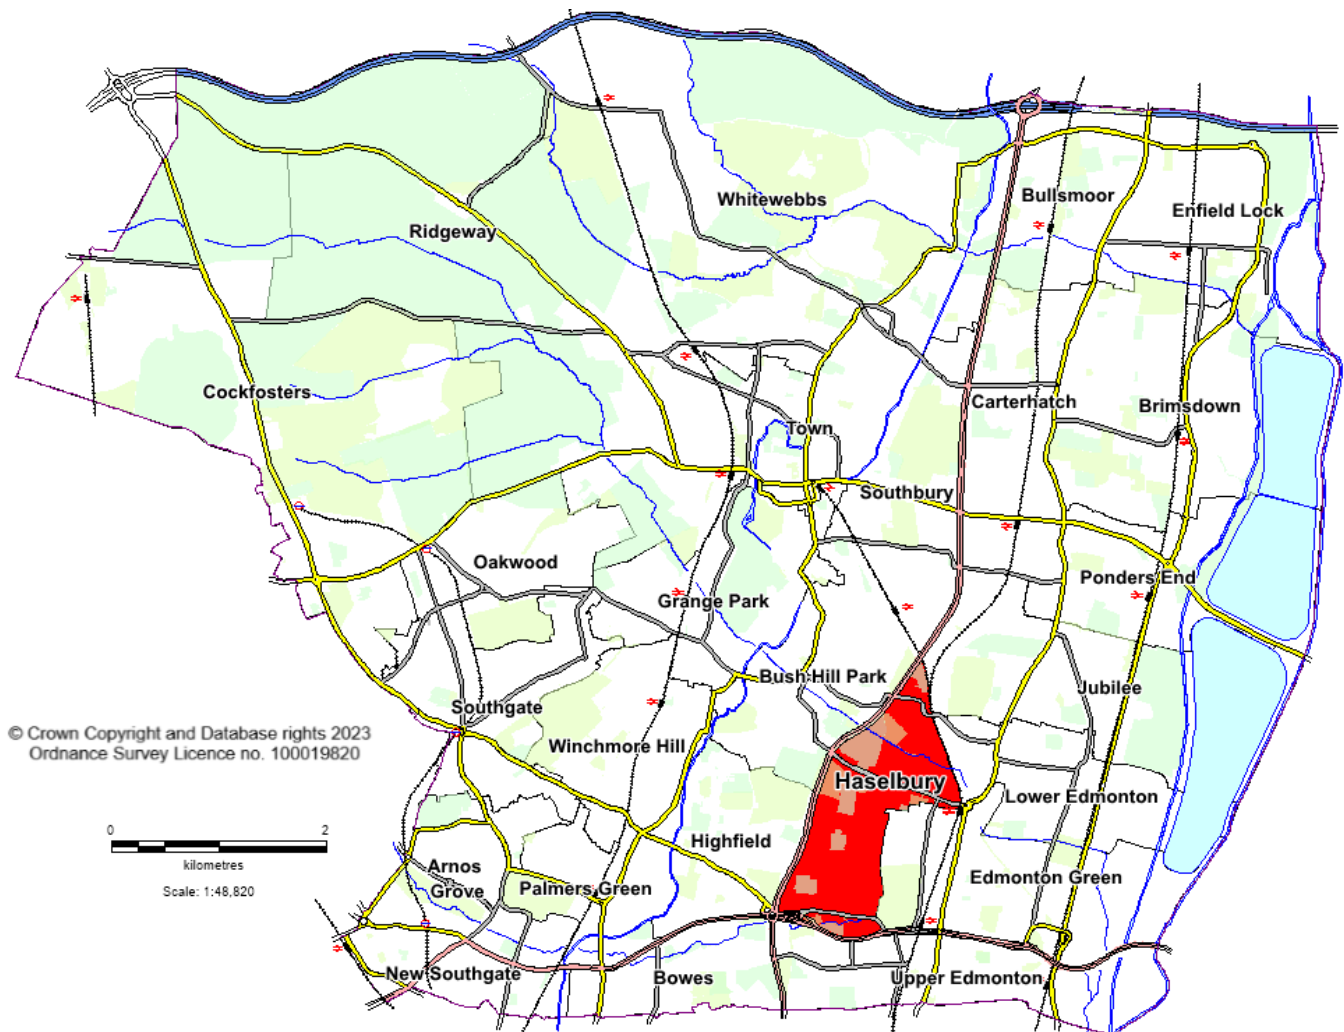 Whitewebbs
Bullsmoor
Enfield Lock
Ridgeway
Cockfosters
Carterhatch
Brimsdown
Town
Southbury
Oakwood
Ponders End
Grange Park
Bush Hill Park
Jubilee
Southgate
© Crown Copyright and Database rights 2023
Ordnance Survey Licence no. 100019820
Winchmore Hill
Haselbury
Lower Edmonton
0 2
kilometres
Scale: 1:48,820
Highfield
Arnos
Grove
Palmers Green
Edmonton Green
New Southgate
Bowes
Upper Edmonton